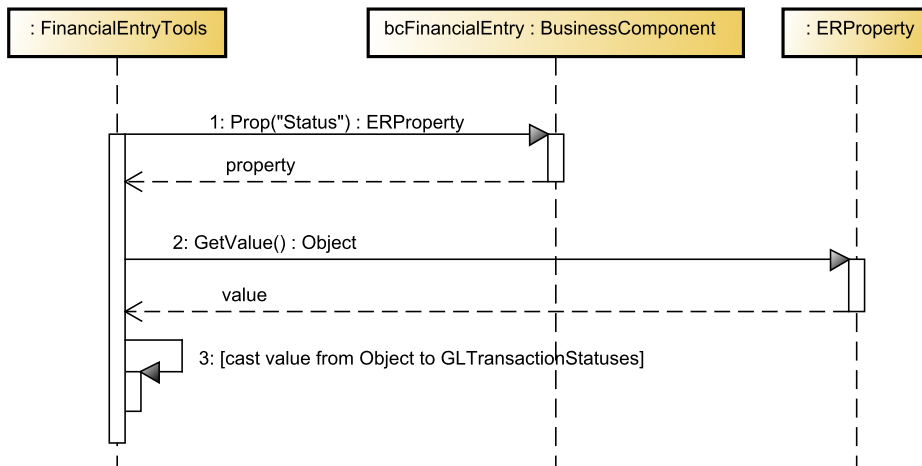 : FinancialEntryTools
bcFinancialEntry : BusinessComponent
: ERProperty
1: Prop("Status") : ERProperty
property
2: GetValue() : Object
value
3: [cast value from Object to GLTransactionStatuses]